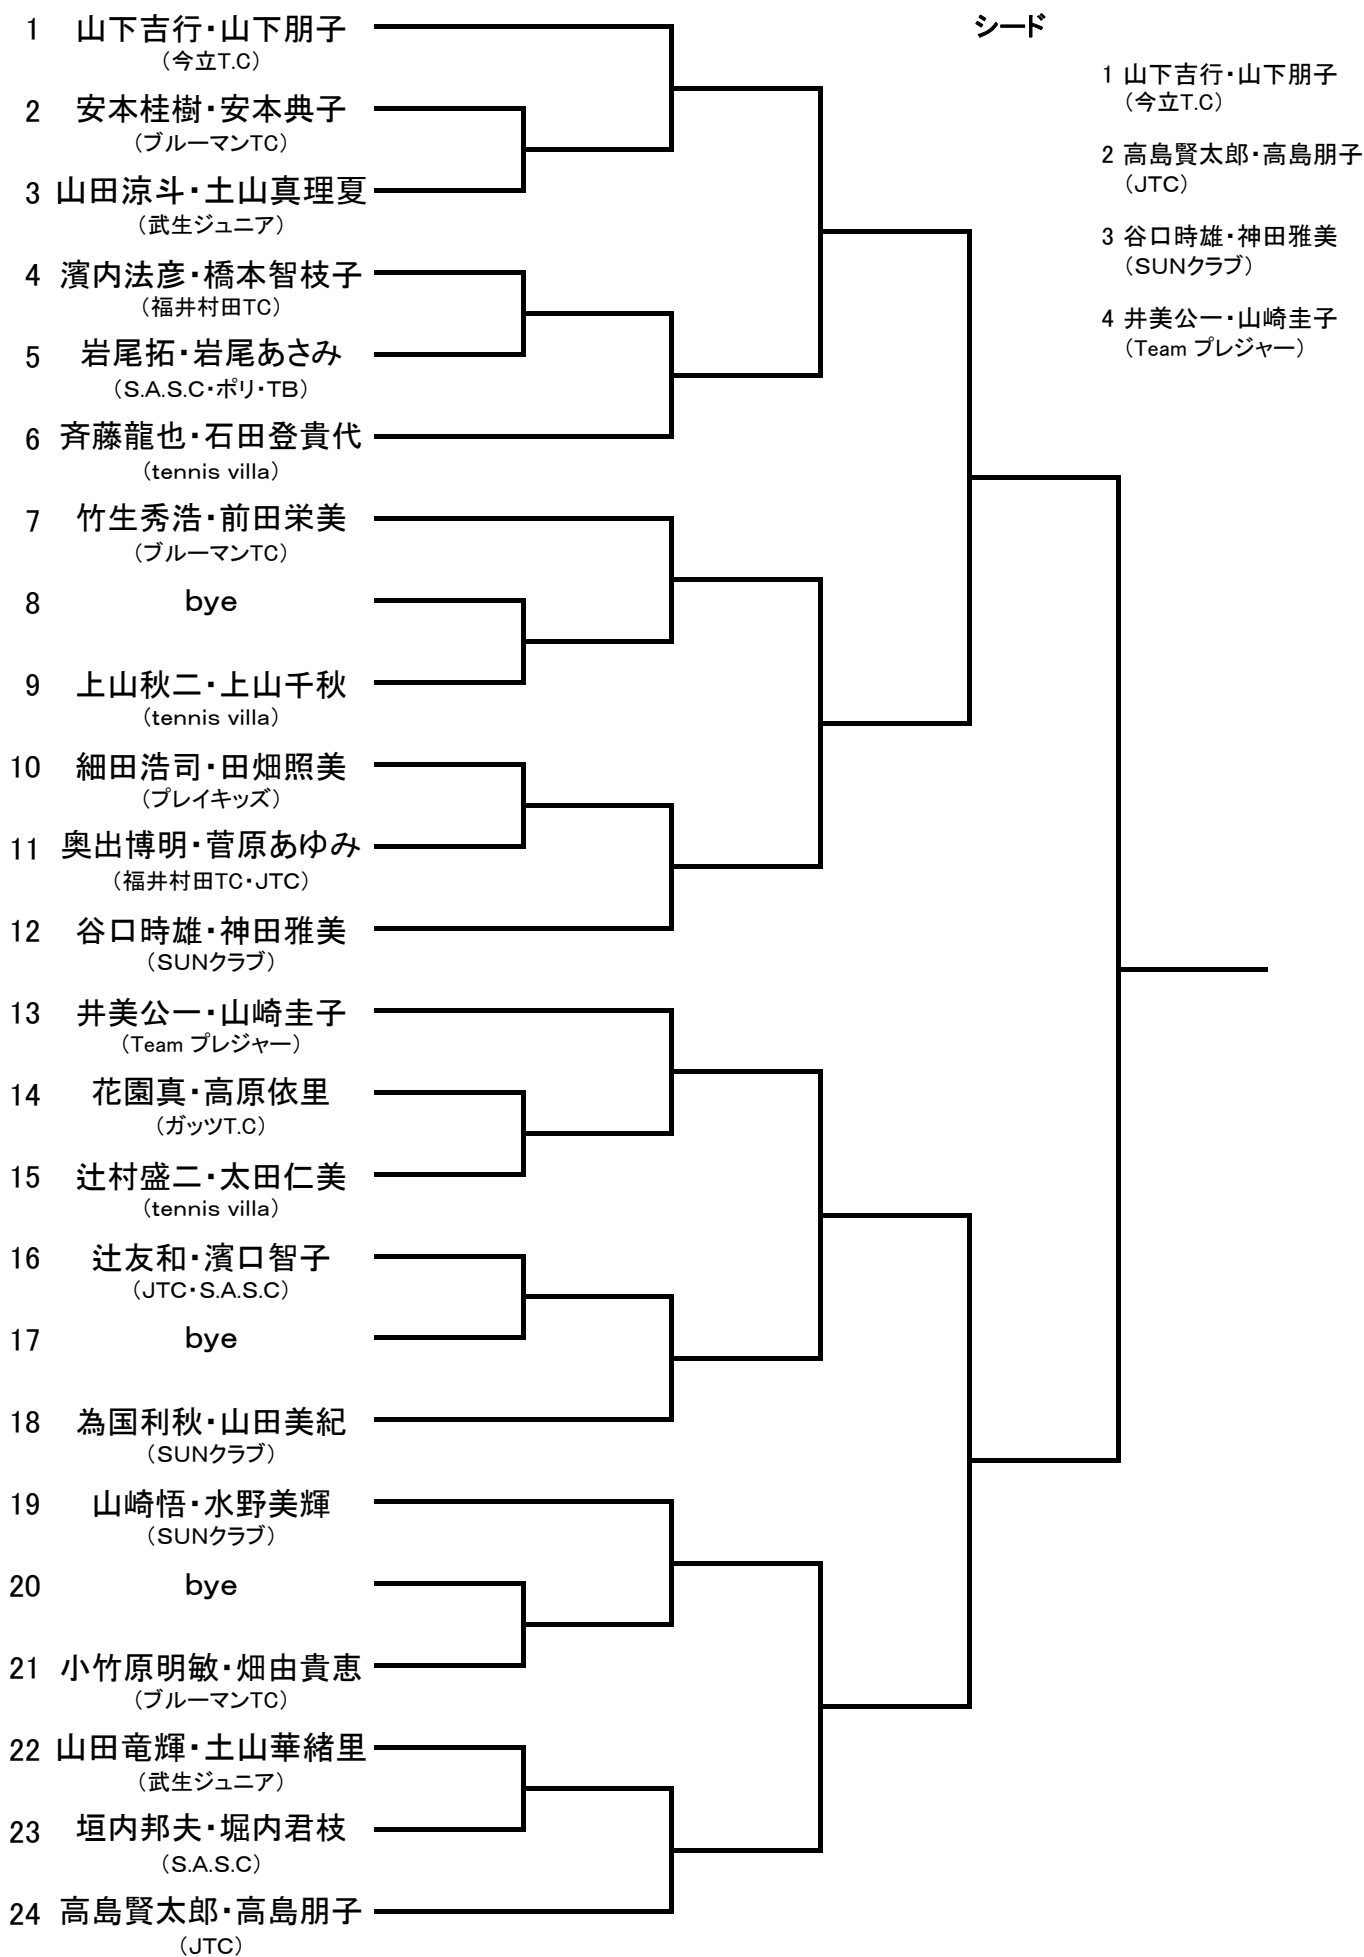 1 山下吉行・山下朋子
（今立T.C）
2 安本桂樹・安本典子
（ブルーマンTC）
3 山田涼斗・土山真理夏
（武生ジュニア）
4 濱内法彦・橋本智枝子
（福井村田TC）
5 岩尾拓・岩尾あさみ
（S.A.S.C・ポリ・TB）
6 斉藤龍也・石田登貴代
（tennis villa）
7 竹生秀浩・前田栄美
（ブルーマンTC）
8 bye
9 上山秋二・上山千秋
（tennis villa）
10 細田浩司・田畑照美
（プレイキッズ）
11 奥出博明・菅原あゆみ
（福井村田TC・JTC）
12 谷口時雄・神田雅美
（SUNクラブ）
13 井美公一・山崎圭子
（Team プレジャー）
14 花園真・高原依里
（ガッツT.C）
15 辻村盛二・太田仁美
（tennis villa）
16 辻友和・濱口智子
（JTC・S.A.S.C）
17 bye
18 為国利秋・山田美紀
（SUNクラブ）
19 山崎悟・水野美輝
（SUNクラブ）
20 bye
21 小竹原明敏・畑由貴恵
（ブルーマンTC）
22 山田竜輝・土山華緒里
（武生ジュニア）
23 垣内邦夫・堀内君枝
（S.A.S.C）
24 高島賢太郎・高島朋子
（JTC）
シード
1 山下吉行・山下朋子
（今立T.C）
2 高島賢太郎・高島朋子
（JTC）
3 谷口時雄・神田雅美
（SUNクラブ）
4 井美公一・山崎圭子
（Team プレジャー）